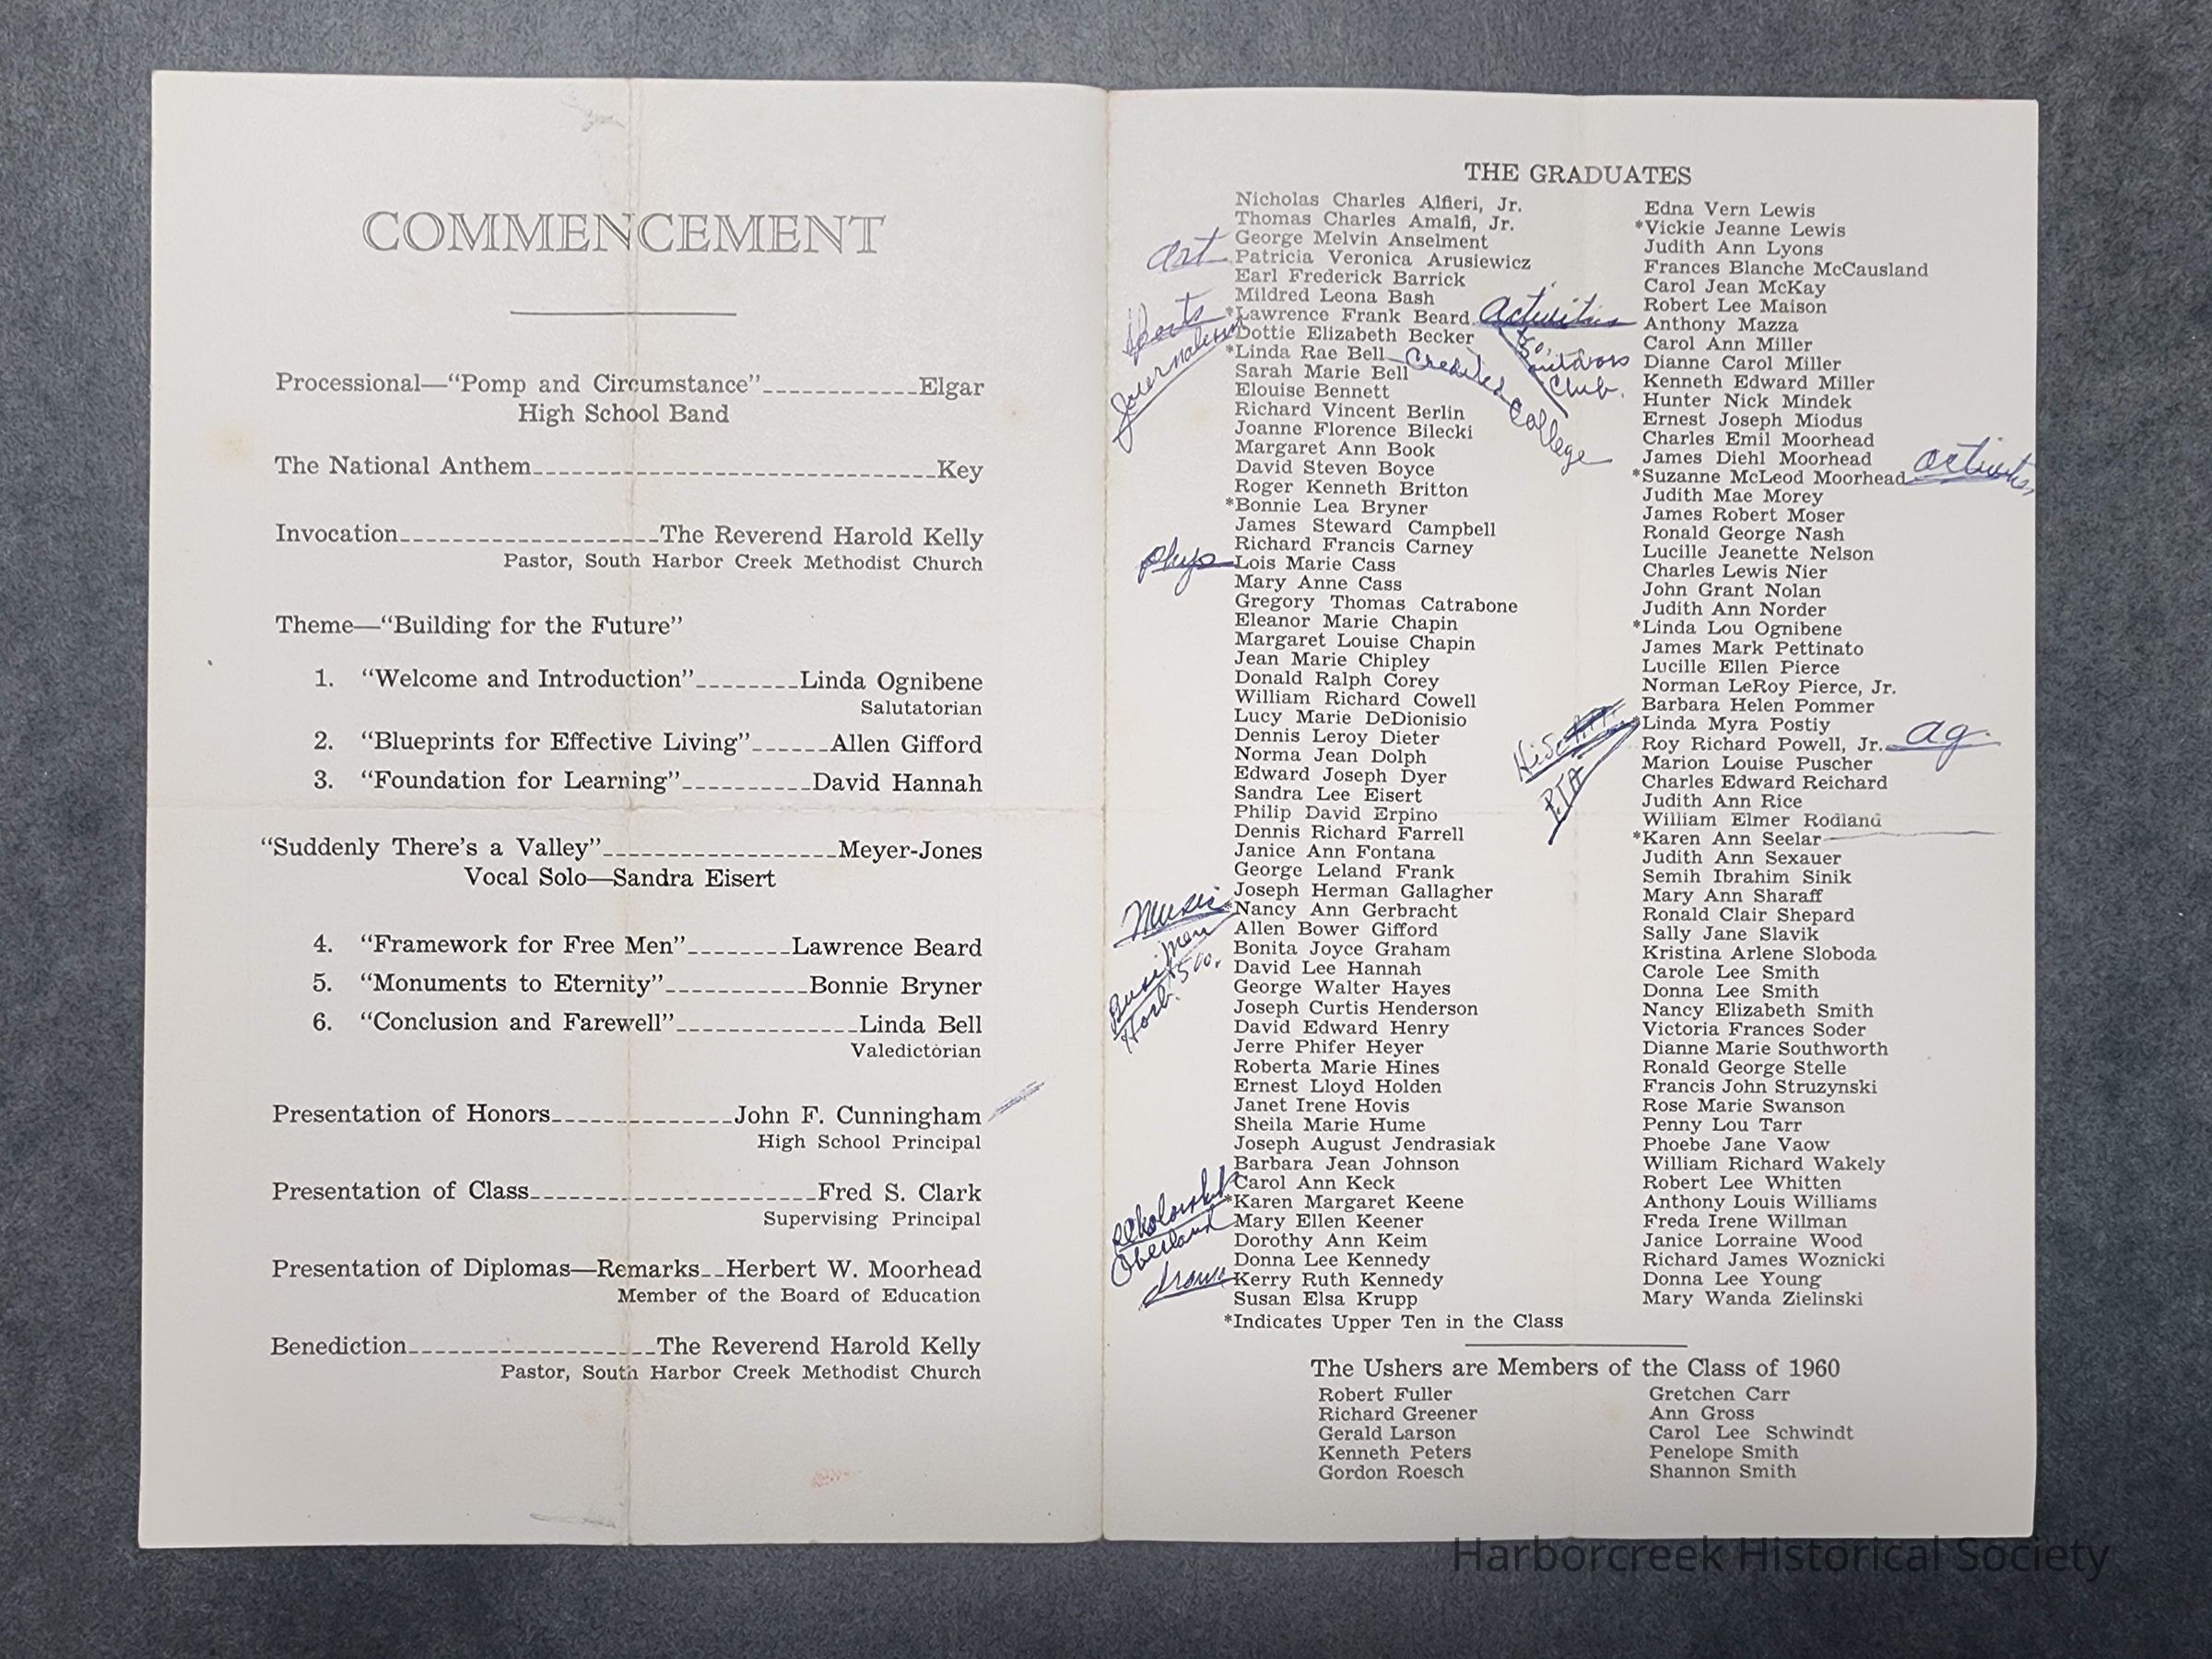 COMMENCEMENT
Processional—"Pomp and Circumstance"____________Elgar
High School Band
The National Anthem______________________________Key
Invocation____________________The Reverend Harold Kelly
Pastor, South Harbor Creek Methodist Church
Theme—"Building for the Future"
1. "Welcome and Introduction"________Linda Ognibene
Salutatorian
2. "Blueprints for Effective Living"______Allen Gifford
3. "Foundation for Learning"__________David Hannah
"Suddenly There's a Valley"__________________Meyer-Jones
Vocal Solo—Sandra Eisert
4. "Framework for Free Men"________Lawrence Beard
5. "Monuments to Eternity"___________Bonnie Bryner
6. "Conclusion and Farewell"______________Linda Bell
Valedictorian
Presentation of Honors______________John F. Cunningham
High School Principal
Presentation of Class______________________Fred S. Clark
Supervising Principal
Presentation of Diplomas—Remarks__Herbert W. Moorhead
Member of the Board of Education
Benediction___________________The Reverend Harold Kelly
Pastor, South Harbor Creek Methodist Church
THE GRADUATES
Nicholas Charles Alfieri, Jr.
Thomas Charles Amalfi, Jr.
George Melvin Anselment
art Patricia Veronica Arusiewicz
Earl Frederick Barrick
Mildred Leona Bash
Sports *Lawrence Frank Beard
Journalism Dottie Elizabeth Becker
*Linda Rae Bell Credited College
Sarah Marie Bell
Elouise Bennett
Richard Vincent Berlin
Joanne Florence Bilecki
Margaret Ann Book
David Steven Boyce
Roger Kenneth Britton
*Bonnie Lea Bryner
James Steward Campbell
Richard Francis Carney
phys Lois Marie Cass
Mary Anne Cass
Gregory Thomas Catrabone
Eleanor Marie Chapin
Margaret Louise Chapin
Jean Marie Chipley
Donald Ralph Corey
William Richard Cowell
Lucy Marie DeDionisio
Dennis Leroy Dieter
Norma Jean Dolph
Edward Joseph Dyer
Sandra Lee Eisert
Philip David Erpino
Dennis Richard Farrell
Janice Ann Fontana
George Leland Frank
Joseph Herman Gallagher
Music *Nancy Ann Gerbracht
Allen Bower Gifford
Bonita Joyce Graham
David Lee Hannah
George Walter Hayes
Joseph Curtis Henderson
David Edward Henry
Jerre Phifer Heyer
Roberta Marie Hines
Ernest Lloyd Holden
Janet Irene Hovis
Sheila Marie Hume
Joseph August Jendrasiak
Barbara Jean Johnson
Carol Ann Keck
*Karen Margaret Keene
Mary Ellen Keener
Dorothy Ann Keim
Donna Lee Kennedy
drama Kerry Ruth Kennedy
Susan Elsa Krupp
*Indicates Upper Ten in the Class
Edna Vern Lewis
*Vickie Jeanne Lewis
Judith Ann Lyons
Frances Blanche McCausland
Carol Jean McKay
Robert Lee Maison
Activities Anthony Mazza
Carol Ann Miller
Club. Dianne Carol Miller
Kenneth Edward Miller
Hunter Nick Mindek
Ernest Joseph Miodus
Charles Emil Moorhead
James Diehl Moorhead
*Suzanne McLeod Moorhead activities
Judith Mae Morey
James Robert Moser
Ronald George Nash
Lucille Jeanette Nelson
Charles Lewis Nier
John Grant Nolan
Judith Ann Norder
*Linda Lou Ognibene
James Mark Pettinato
Lucille Ellen Pierce
Norman LeRoy Pierce, Jr.
Barbara Helen Pommer
PTA *Linda Myra Postiy
Roy Richard Powell, Jr. ag.
Marion Louise Puscher
Charles Edward Reichard
Judith Ann Rice
William Elmer Rodland
*Karen Ann Seelar
Judith Ann Sexauer
Semih Ibrahim Sinik
Mary Ann Sharaff
Ronald Clair Shepard
Sally Jane Slavik
Kristina Arlene Sloboda
Carole Lee Smith
Donna Lee Smith
Nancy Elizabeth Smith
Victoria Frances Soder
Dianne Marie Southworth
Ronald George Stelle
Francis John Struzynski
Rose Marie Swanson
Penny Lou Tarr
Phoebe Jane Vaow
William Richard Wakely
Robert Lee Whitten
Anthony Louis Williams
Freda Irene Willman
Janice Lorraine Wood
Richard James Woznicki
Donna Lee Young
Mary Wanda Zielinski
The Ushers are Members of the Class of 1960
Robert Fuller
Richard Greener
Gerald Larson
Kenneth Peters
Gordon Roesch
Gretchen Carr
Ann Gross
Carol Lee Schwindt
Penelope Smith
Shannon Smith
Harborcreek Historical Society